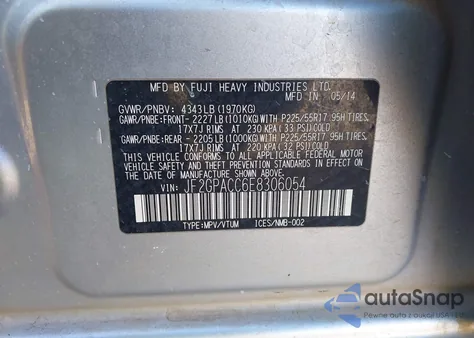 MFD BY FUJI HEAVY INDUSTRIES LTD.
MFD IN 05/14
GVWR/PNBV: 4343LB(1970KG)
GAWR/PNBE:FRONT- 2227LB(1010KG)WITH P225/55R17 95H TIRES.
17X7J RIMS AT 230 KPA(33 PSI)COLD
GAWR/PNBE:REAR - 2205LB(1000KG)WITH P225/55R17 95H TIRES.
17X7J RIMS AT 220 KPA(32 PSI)COLD
THIS VEHICLE CONFORMS TO ALL APPLICABLE FEDERAL MOTOR
VEHICLE SAFETY AND THEFT PREVENTION STANDARDS IN
EFFECT ON THE DATE OF MANUFACTURE SHOWN ABOVE.
VIN: JF2GPACC6E8306054
TYPE:MPV/VTUM ICES/NMB-002
autoSnap
Pewne auto z USA